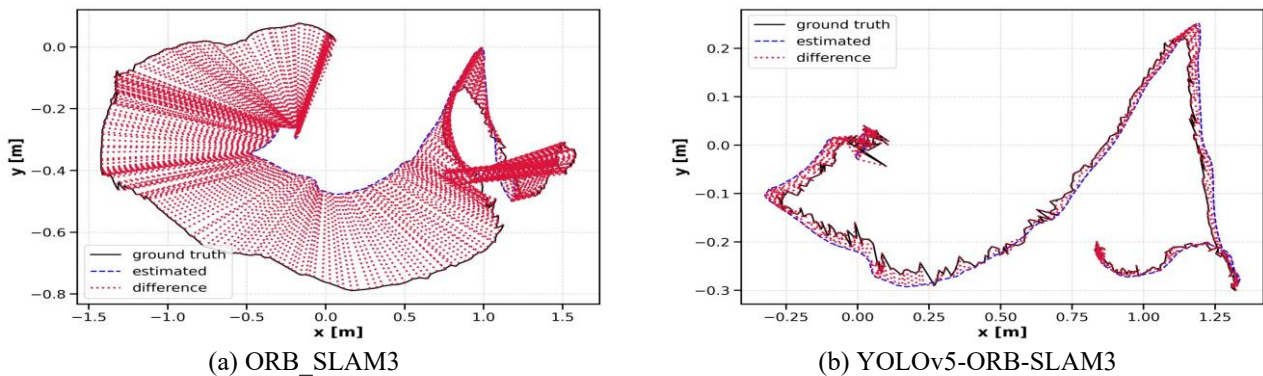 0.0
−0.2
−0.4
−0.6
−0.8
y [m]
ground truth
estimated
difference
−1.5 −1.0 −0.5 0.0 0.5 1.0 1.5
x [m]
(a) ORB_SLAM3
0.2
0.1
0.0
−0.1
−0.2
−0.3
y [m]
ground truth
estimated
difference
−0.25 0.00 0.25 0.50 0.75 1.00 1.25
x [m]
(b) YOLOv5-ORB-SLAM3